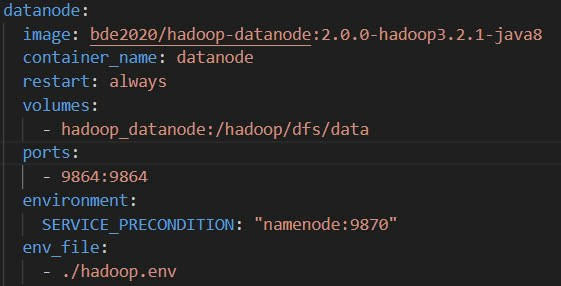 datanode:
  image: bde2020/hadoop-datanode:2.0.0-hadoop3.2.1-java8
  container_name: datanode
  restart: always
  volumes:
    - hadoop_datanode:/hadoop/dfs/data
  ports:
    - 9864:9864
  environment:
    SERVICE_PRECONDITION: "namenode:9870"
  env_file:
    - ./hadoop.env